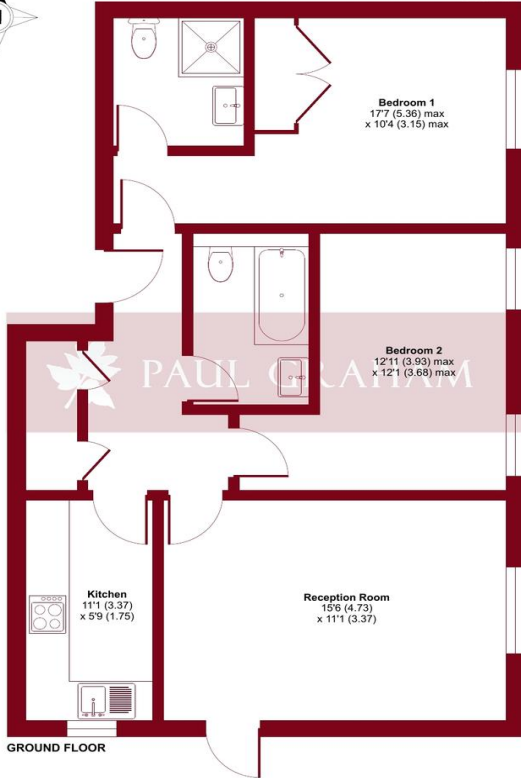 Bedroom 1
17'7 (5.36) max
x 10'4 (3.15) max
Bedroom 2
12'11 (3.93) max
x 12'1 (3.68) max
PAUL GRAHAM
Kitchen
11'1 (3.37)
x 5'9 (1.75)
Reception Room
15'6 (4.73)
x 11'1 (3.37)
GROUND FLOOR